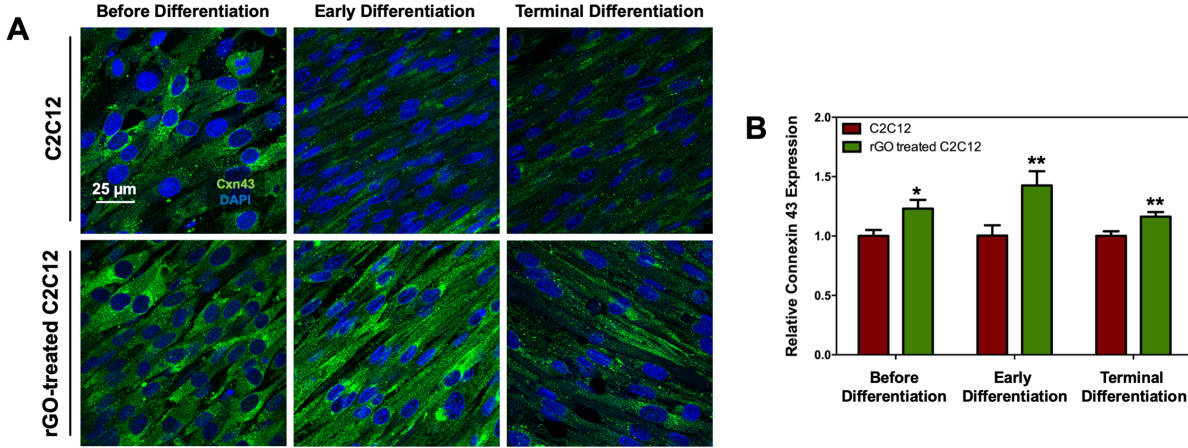 A
Before Differentiation
Early Differentiation
Terminal Differentiation
C2C12
25 µm
Cxn43
DAPI
rGO-treated C2C12
B
Relative Connexin 43 Expression
2.0
1.5
1.0
0.5
0.0
C2C12
rGO treated C2C12
*
**
**
Before
Differentiation
Early
Differentiation
Terminal
Differentiation